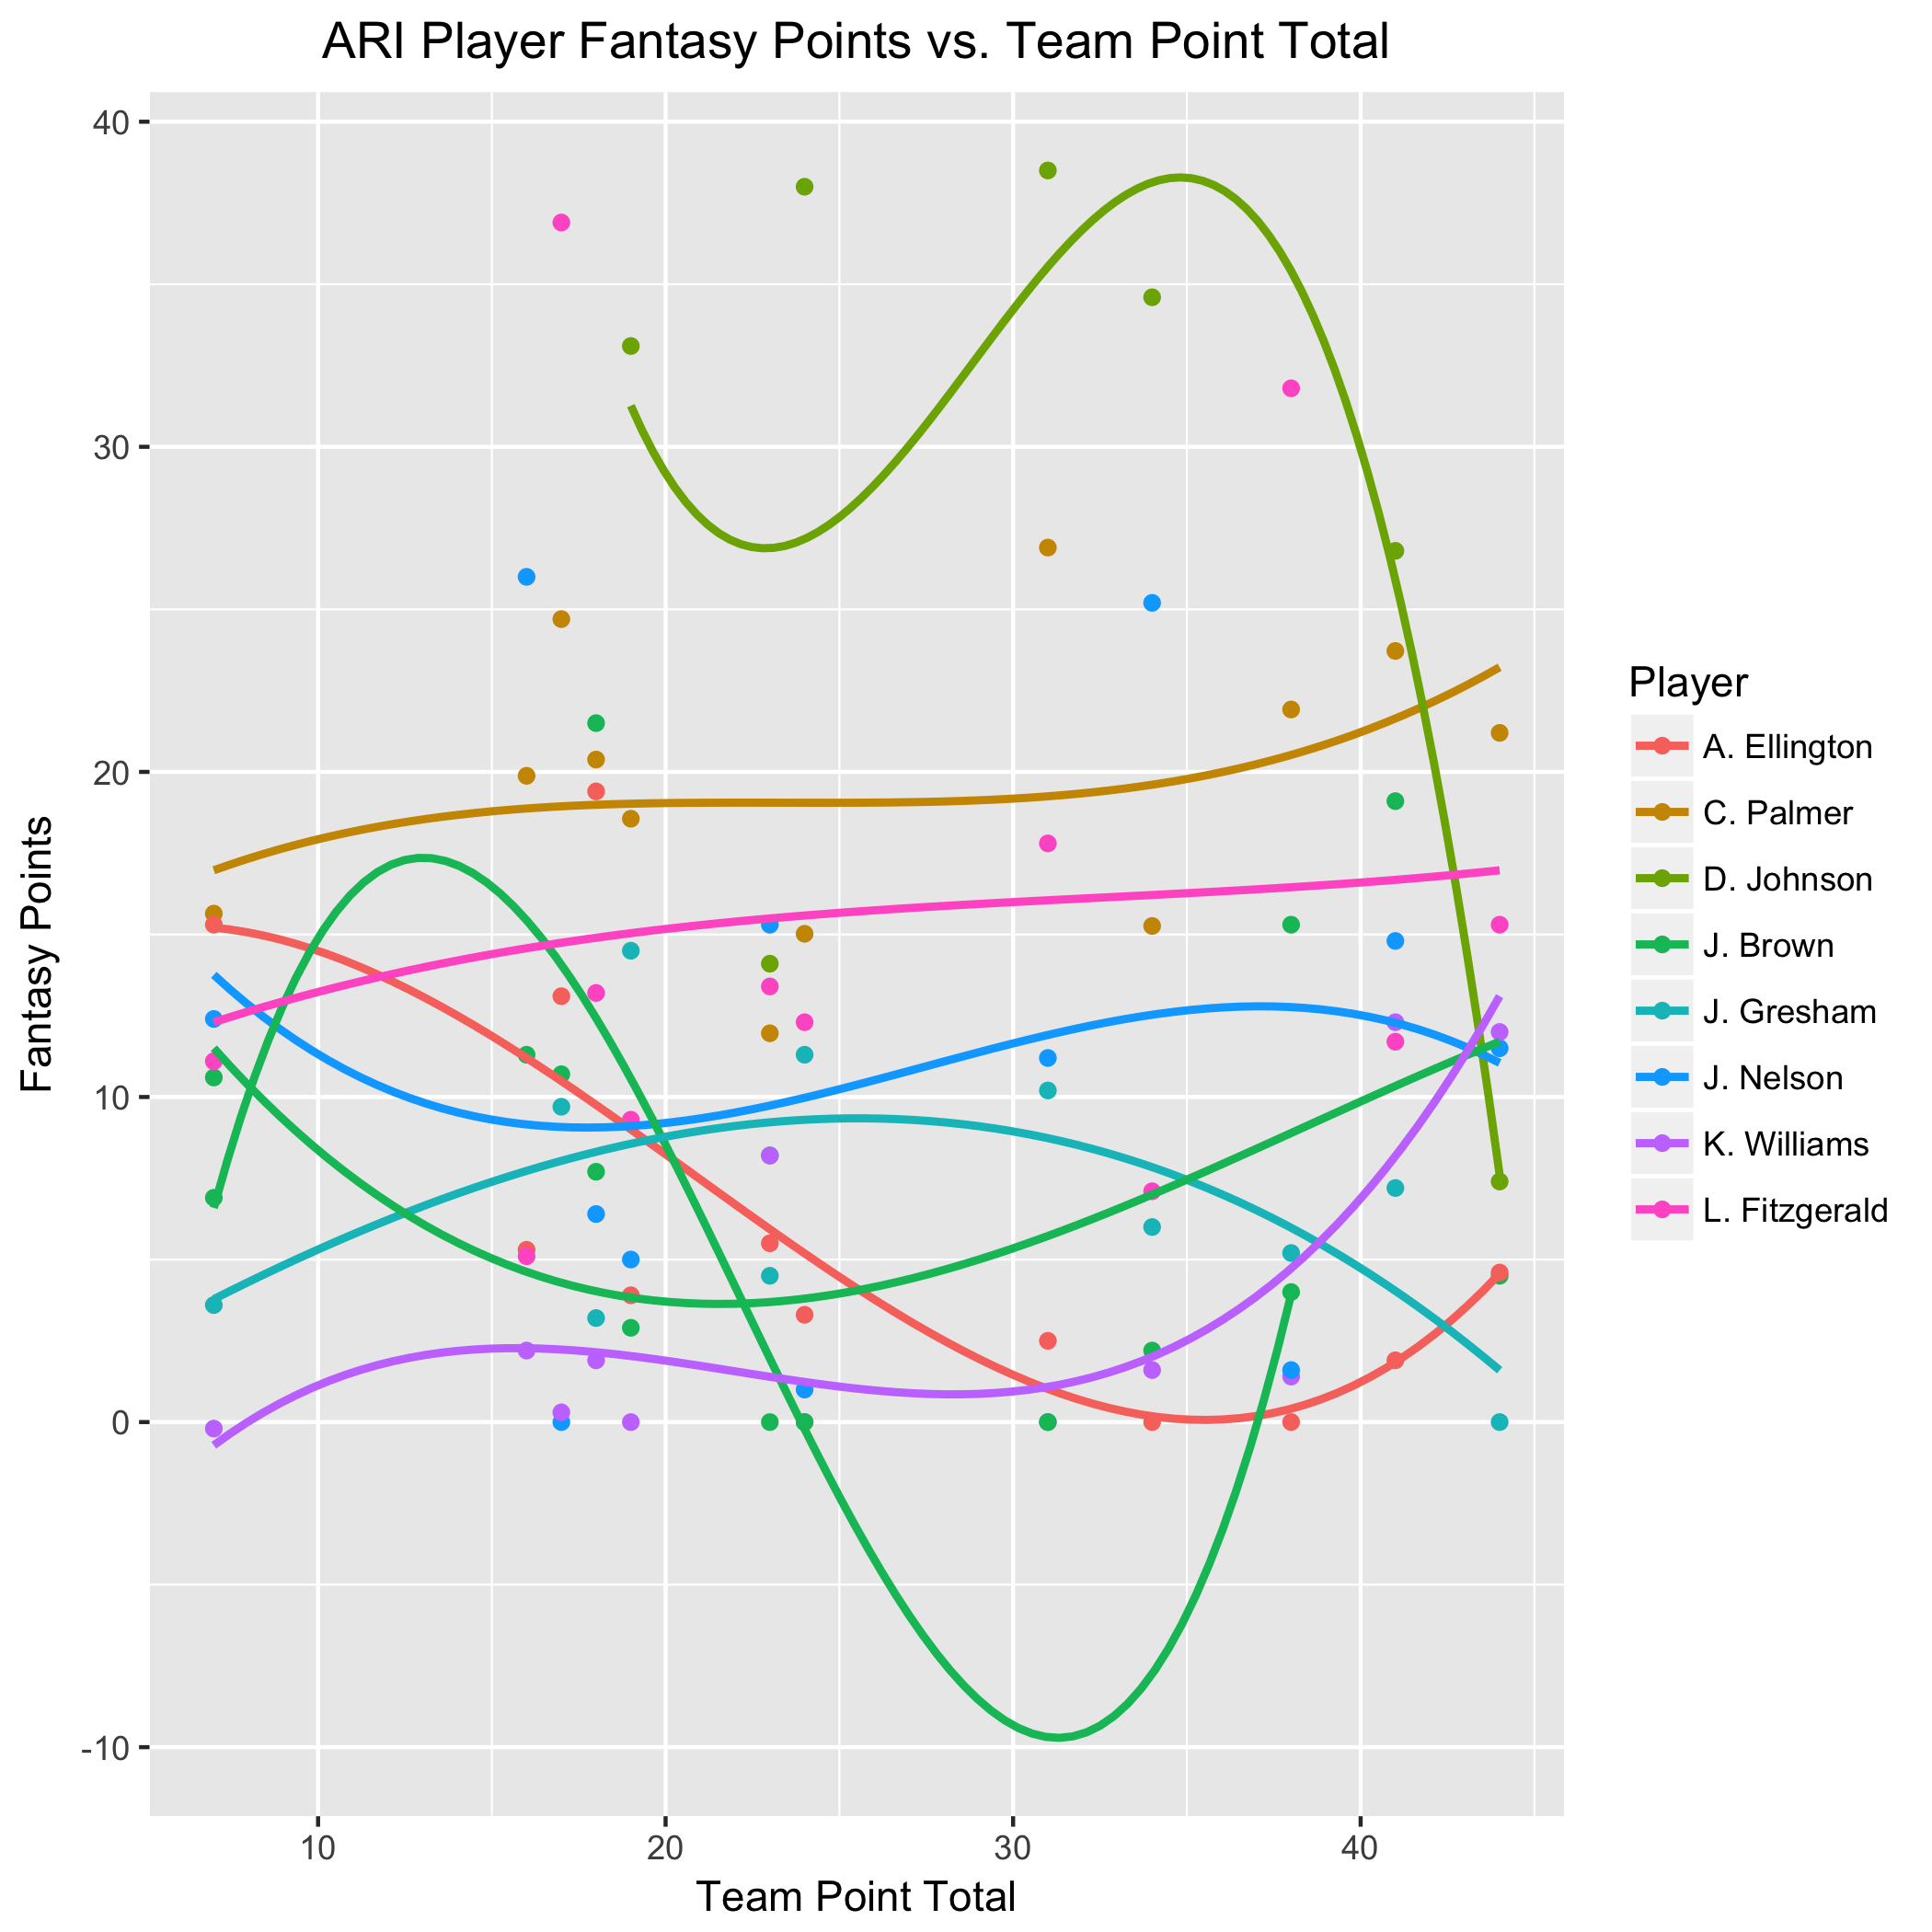 ARI Player Fantasy Points vs. Team Point Total
Fantasy Points
40
30
20
10
0
-10
10
20
30
40
Team Point Total
Player
A. Ellington
C. Palmer
D. Johnson
J. Brown
J. Gresham
J. Nelson
K. Williams
L. Fitzgerald